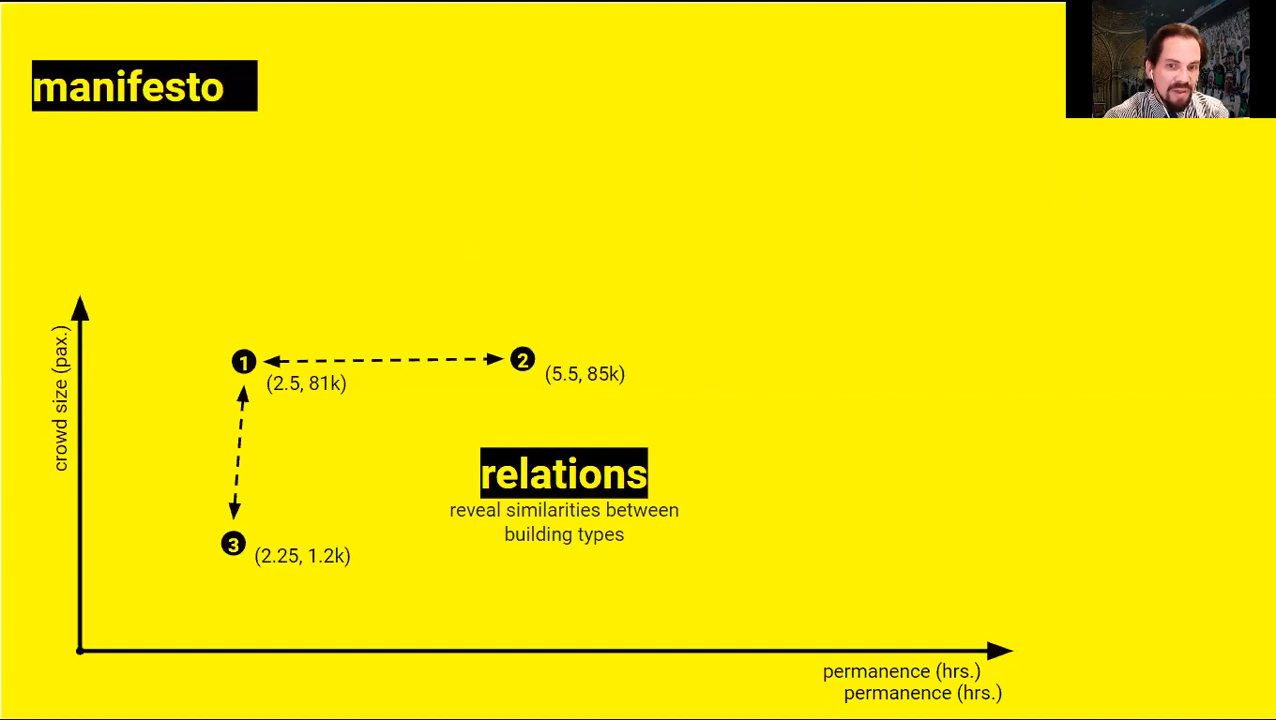 manifesto
crowd size (pax.)
1
(2.5, 81k)
2
(5.5, 85k)
relations
reveal similarities between
building types
3
(2.25, 1.2k)
permanence (hrs.)
permanence (hrs.)